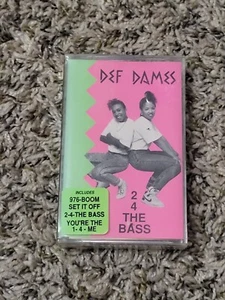 DEF DAMES
2
4
THE
BASS
INCLUDES
976-BOOM
SET IT OFF
2-4-THE BASS
YOU'RE THE
1-4-ME